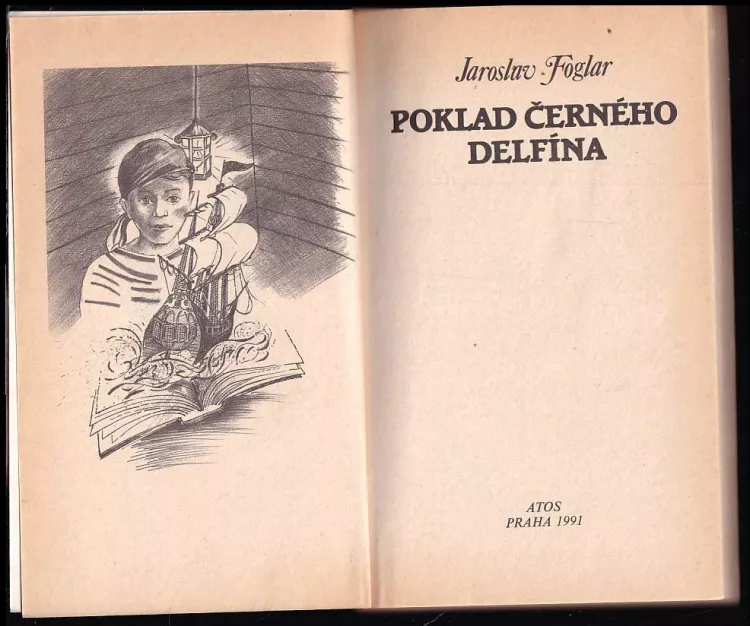 Jaroslav Foglar
POKLAD ČERNÉHO
DELFÍNA
ATOS
PRAHA 1991